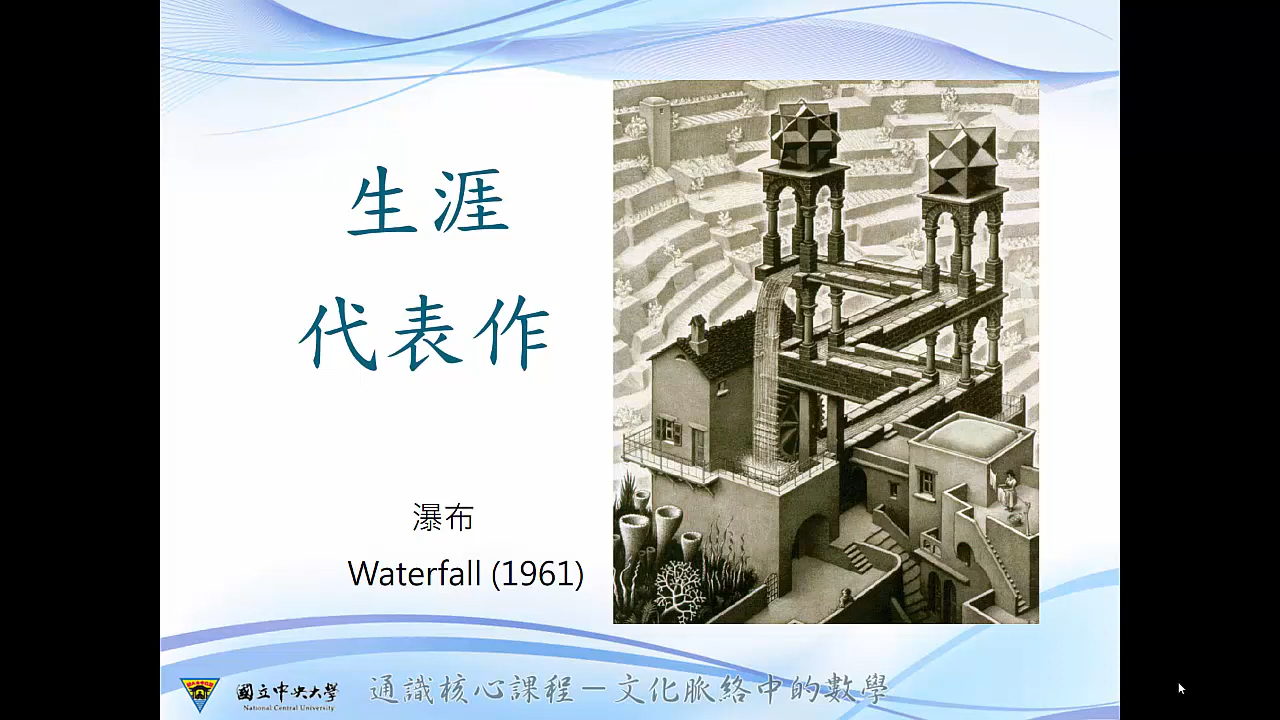 生涯
代表作
瀑布
Waterfall (1961)
國立中央大學
National Central University
通識核心課程－文化脈絡中的數學